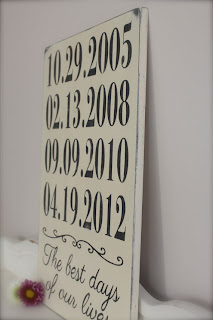 10.29.2005
02.13.2008
09.09.2010
04.19.2012
The best days
of our lives